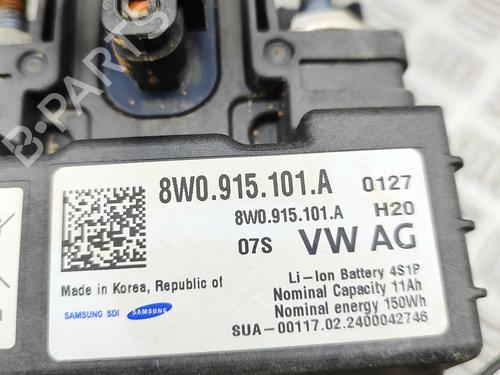 B-PARTS
8W0.915.101.A 0127
8W0.915.101.A H20
07S VW AG
Made in Korea, Republic of
SAMSUNG SDI SAMSUNG
Li-Ion Battery 4S1P
Nominal Capacity 11Ah
Nominal energy 150Wh
SUA-00117.02.2400042746